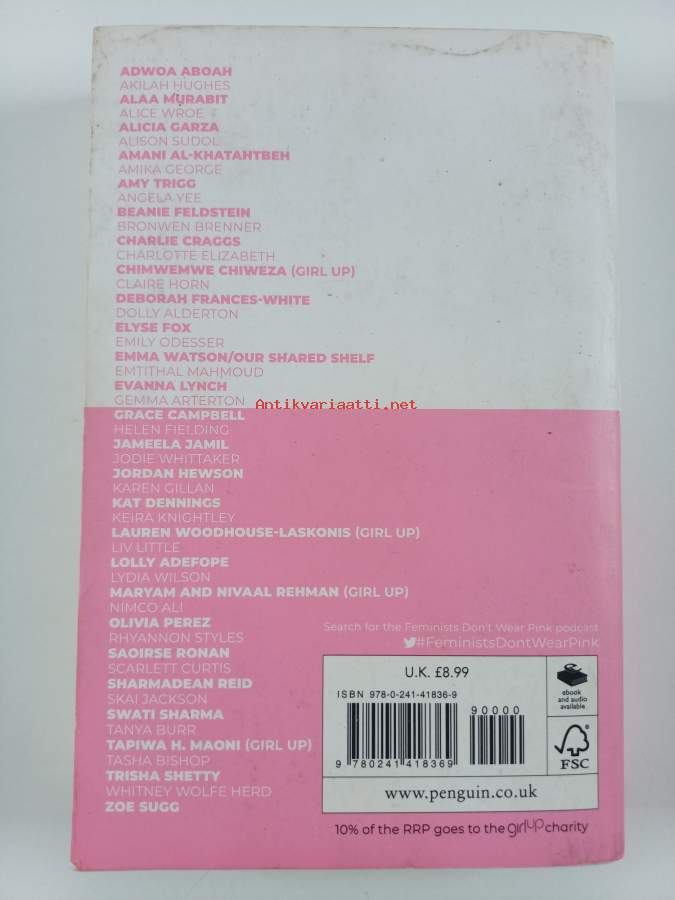 ADWOA ABOAH
AKILAH HUGHES
ALAA MURABIT
ALICE WROE
ALICIA GARZA
ALISON SUDOL
AMANI AL-KHATAHTBEH
AMIKA GEORGE
AMY TRIGG
ANGELA YEE
BEANIE FELDSTEIN
BRONWEN BRENNER
CHARLIE CRAGGS
CHARLOTTE ELIZABETH
CHIMWEMWE CHIWEZA (GIRL UP)
CLAIRE HORN
DEBORAH FRANCES-WHITE
DOLLY ALDERTON
ELYSE FOX
EMILY ODESSER
EMMA WATSON/OUR SHARED SHELF
EMTITHAL MAHMOUD
EVANNA LYNCH
GEMMA ARTERTON
Antikvariaatti.net
GRACE CAMPBELL
HELEN FIELDING
JAMEELA JAMIL
JODIE WHITTAKER
JORDAN HEWSON
KAREN GILLAN
KAT DENNINGS
KEIRA KNIGHTLEY
LAUREN WOODHOUSE-LASKONIS (GIRL UP)
LIV LITTLE
LOLLY ADEFOPE
LYDIA WILSON
MARYAM AND NIVAAL REHMAN (GIRL UP)
NIMCO ALI
OLIVIA PEREZ
RHYANNON STYLES
SAOIRSE RONAN
SCARLETT CURTIS
SHARMADEAN REID
SKAI JACKSON
SWATI SHARMA
TANYA BURR
TAPIWA H. MAONI (GIRL UP)
TASHA BISHOP
TRISHA SHETTY
WHITNEY WOLFE HERD
ZOE SUGG
Search for the Feminists Don't Wear Pink podcast
#FeministsDontWearPink
U.K. £8.99
ISBN 978-0-241-41836-9
90000
9 780241 418369
www.penguin.co.uk
ebook
and audio
available
FSC
10% of the RRP goes to the girl up charity